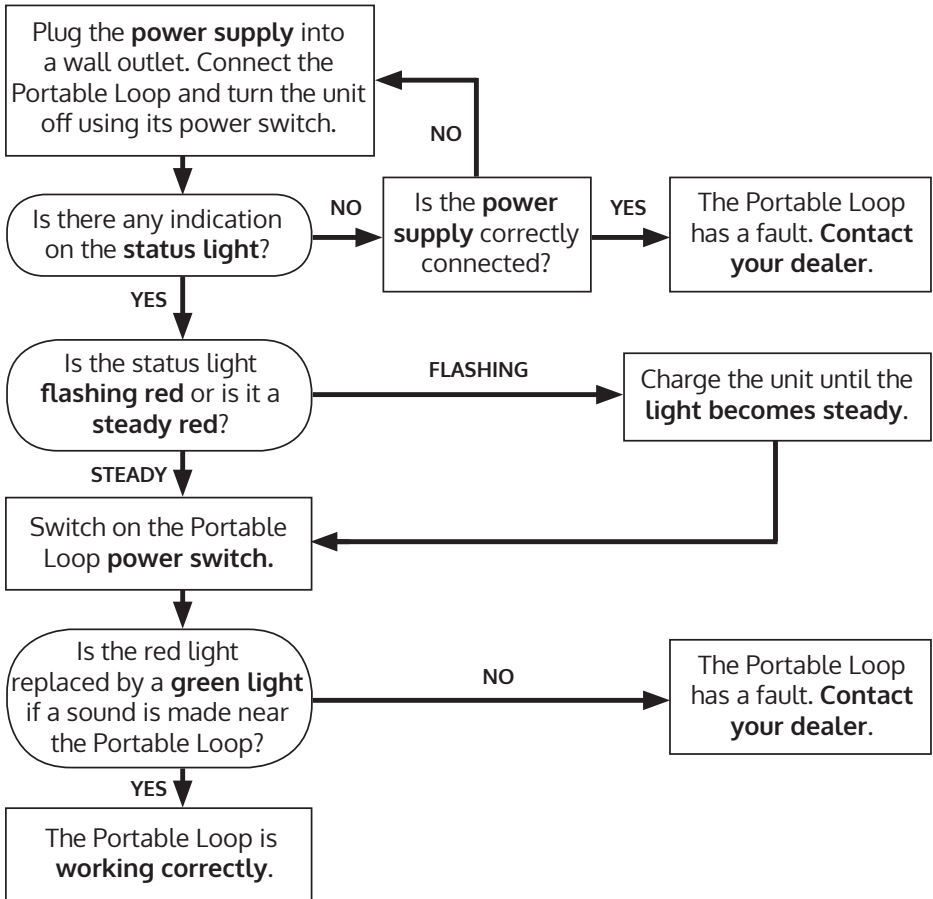 Plug the power supply into
a wall outlet. Connect the
Portable Loop and turn the unit
off using its power switch.
NO
Is there any indication
on the status light?
NO
Is the power
supply correctly
connected?
YES
The Portable Loop
has a fault. Contact
your dealer.
YES
Is the status light
flashing red or is it a
steady red?
FLASHING
Charge the unit until the
light becomes steady.
STEADY
Switch on the Portable
Loop power switch.
Is the red light
replaced by a green light
if a sound is made near
the Portable Loop?
NO
The Portable Loop
has a fault. Contact
your dealer.
YES
The Portable Loop is
working correctly.